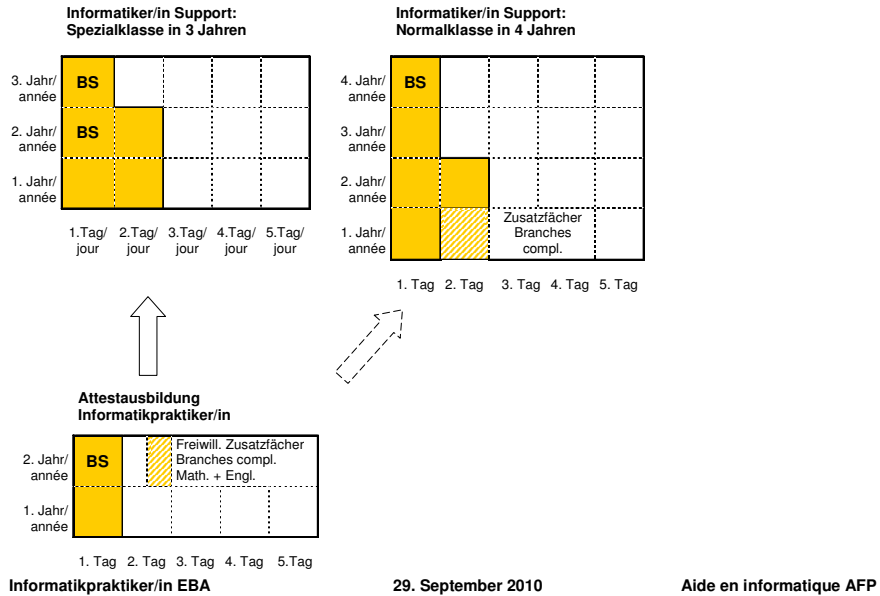 Informatiker/in Support:
Spezialklasse in 3 Jahren
3. Jahr/
année
BS
2. Jahr/
année
BS
1. Jahr/
année
1.Tag/ 2.Tag/ 3.Tag/ 4.Tag/ 5.Tag/
jour jour jour jour jour
Informatiker/in Support:
Normalklasse in 4 Jahren
4. Jahr/
année
BS
3. Jahr/
année
2. Jahr/
année
1. Jahr/
année
Zusatzfächer
Branches
compl.
1. Tag 2. Tag 3. Tag 4. Tag 5. Tag
Attestausbildung
Informatikpraktiker/in
2. Jahr/
année
BS
Freiwill. Zusatzfächer
Branches compl.
Math. + Engl.
1. Jahr/
année
1. Tag 2. Tag 3. Tag 4. Tag 5.Tag
Informatikpraktiker/in EBA 29. September 2010 Aide en informatique AFP